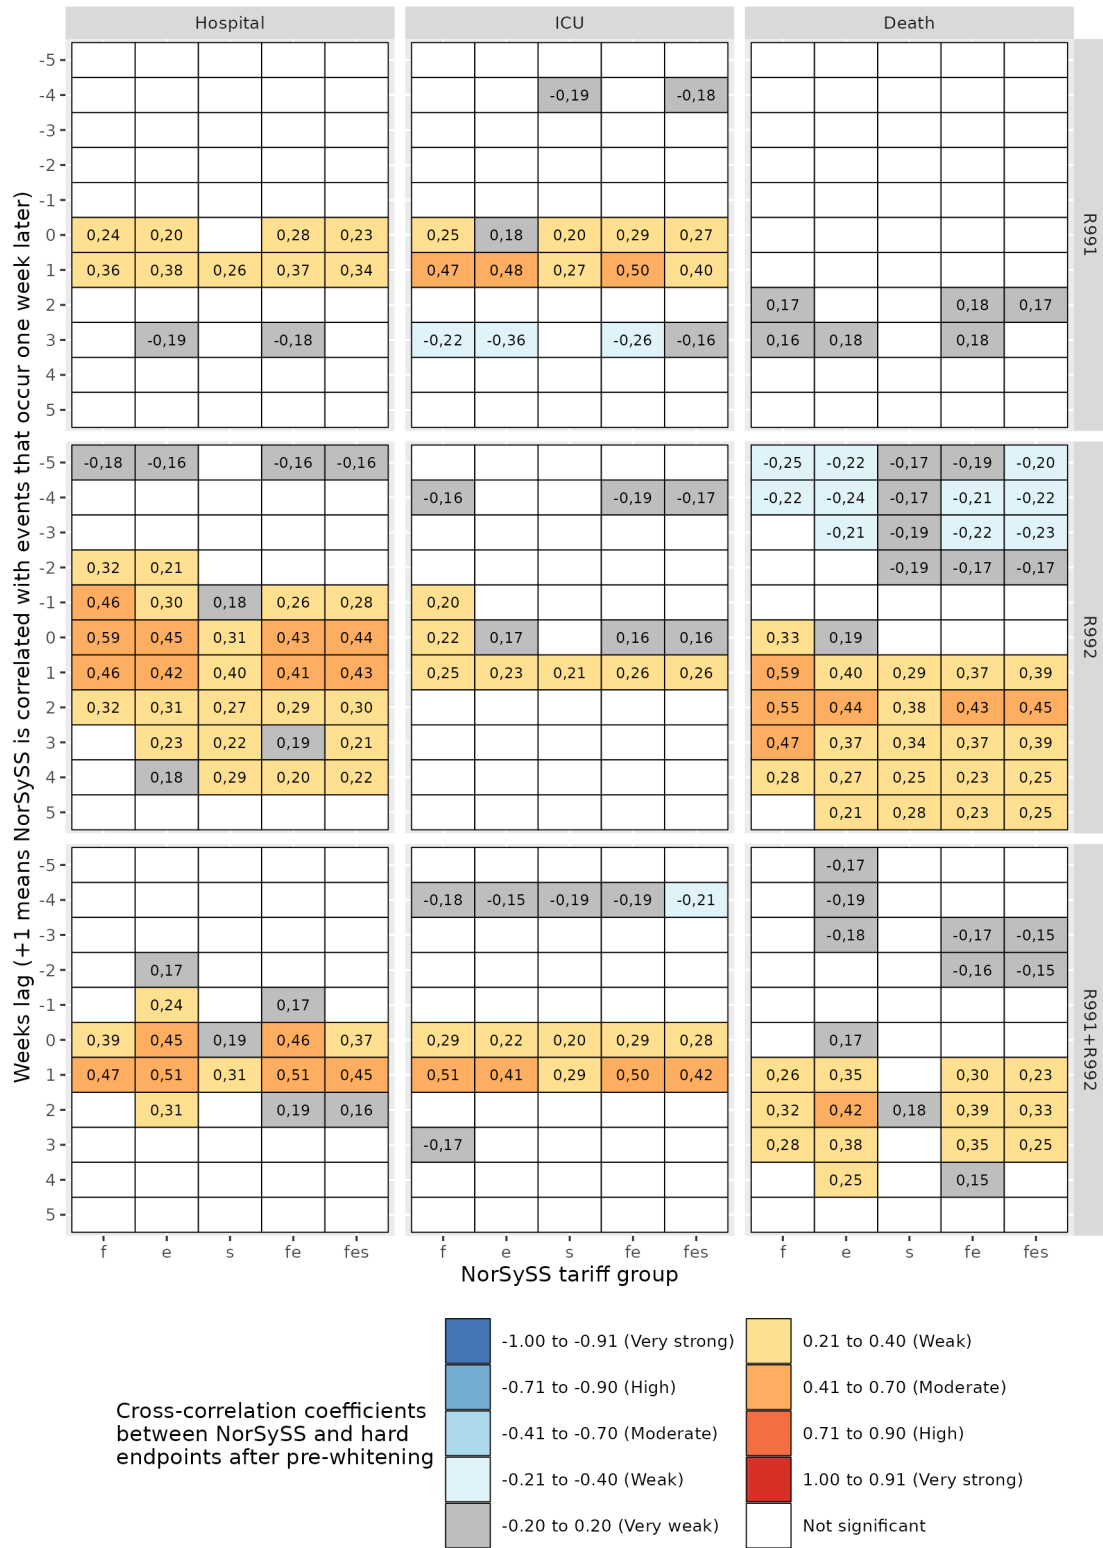 Hospital ICU Death
-5
-4 -0,19 -0,18
-3
-2
-1
0 0,24 0,20 0,28 0,23 0,25 0,18 0,20 0,29 0,27
1 0,36 0,38 0,26 0,37 0,34 0,47 0,48 0,27 0,50 0,40
2 0,17 0,18 0,17
3 -0,19 -0,18 -0,22 -0,36 -0,26 -0,16 0,16 0,18 0,18
4
5
R991
-5 -0,18 -0,16 -0,16 -0,16 -0,25 -0,22 -0,17 -0,19 -0,20
-4 -0,16 -0,19 -0,17 -0,22 -0,24 -0,17 -0,21 -0,22
-3 -0,21 -0,19 -0,22 -0,23
-2 0,32 0,21 -0,19 -0,17 -0,17
-1 0,46 0,30 0,18 0,26 0,28 0,20
0 0,59 0,45 0,31 0,43 0,44 0,22 0,17 0,16 0,16 0,33 0,19
1 0,46 0,42 0,40 0,41 0,43 0,25 0,23 0,21 0,26 0,26 0,59 0,40 0,29 0,37 0,39
2 0,32 0,31 0,27 0,29 0,30 0,55 0,44 0,38 0,43 0,45
3 0,23 0,22 0,19 0,21 0,47 0,37 0,34 0,37 0,39
4 0,18 0,29 0,20 0,22 0,28 0,27 0,25 0,23 0,25
5 0,21 0,28 0,23 0,25
R992
-5 -0,17
-4 -0,18 -0,15 -0,19 -0,19 -0,21 -0,19
-3 -0,18 -0,17 -0,15
-2 0,17 -0,16 -0,15
-1 0,24 0,17
0 0,39 0,45 0,19 0,46 0,37 0,29 0,22 0,20 0,29 0,28 0,17
1 0,47 0,51 0,31 0,51 0,45 0,51 0,41 0,29 0,50 0,42 0,26 0,35 0,30 0,23
2 0,31 0,19 0,16 0,32 0,42 0,18 0,39 0,33
3 -0,17 0,28 0,38 0,35 0,25
4 0,25 0,15
5
R991+R992
f e s fe fes f e s fe fes f e s fe fes
NorSySS tariff group
Weeks lag (+1 means NorSySS is correlated with events that occur one week later)
Cross-correlation coefficients
between NorSySS and hard
endpoints after pre-whitening
-1.00 to -0.91 (Very strong)
-0.71 to -0.90 (High)
-0.41 to -0.70 (Moderate)
-0.21 to -0.40 (Weak)
-0.20 to 0.20 (Very weak)
0.21 to 0.40 (Weak)
0.41 to 0.70 (Moderate)
0.71 to 0.90 (High)
1.00 to 0.91 (Very strong)
Not significant